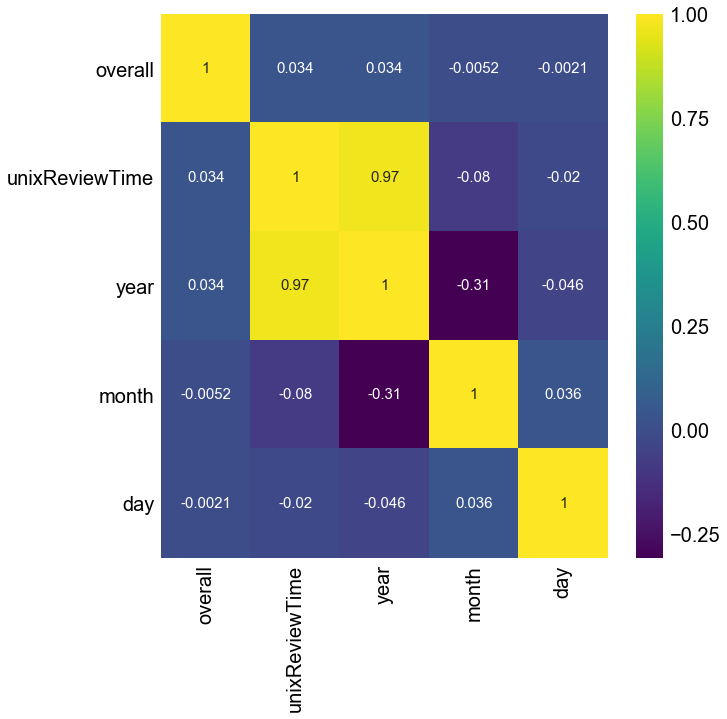 overall 1 0.034 0.034 -0.0052 -0.0021
unixReviewTime 0.034 1 0.97 -0.08 -0.02
year 0.034 0.97 1 -0.31 -0.046
month -0.0052 -0.08 -0.31 1 0.036
day -0.0021 -0.02 -0.046 0.036 1
overall unixReviewTime year month day
1.00
0.75
0.50
0.25
0.00
−0.25